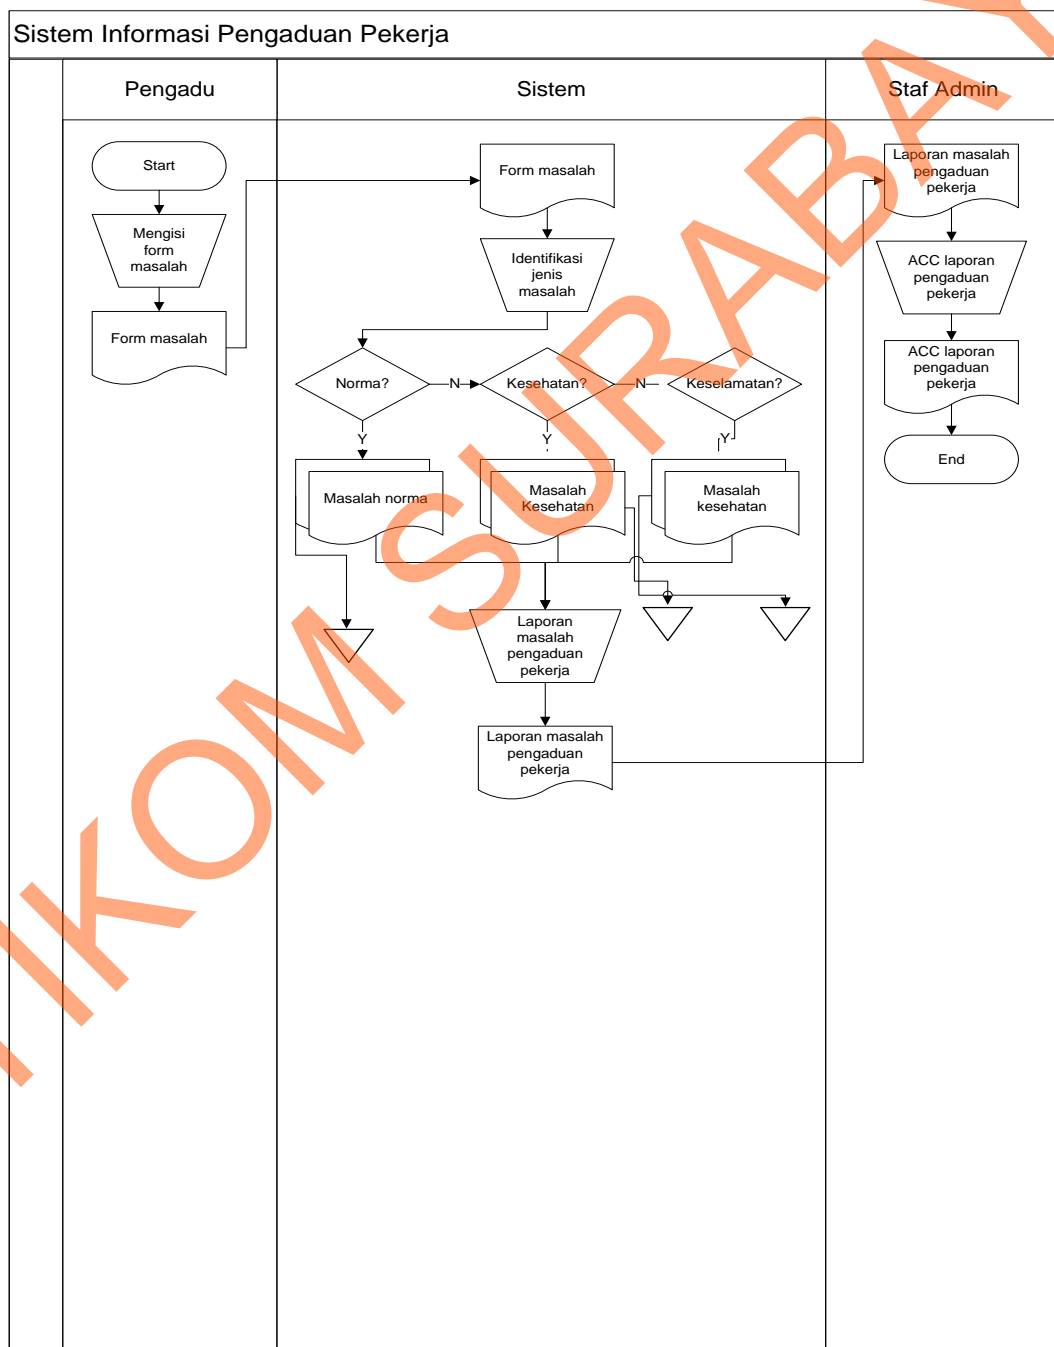 Sistem Informasi Pengaduan Pekerja
Pengadu
Sistem
Staf Admin
Start
Mengisi
form
masalah
Form masalah
Form masalah
Identifikasi
jenis
masalah
Norma?
N
Kesehatan?
N
Keselamatan?
Y
Y
Y
Masalah norma
Masalah
Kesehatan
Masalah
kesehatan
Laporan
masalah
pengaduan
pekerja
Laporan masalah
pengaduan
pekerja
Laporan masalah
pengaduan
pekerja
ACC laporan
pengaduan
pekerja
ACC laporan
pengaduan
pekerja
End
IKOM SURABAY